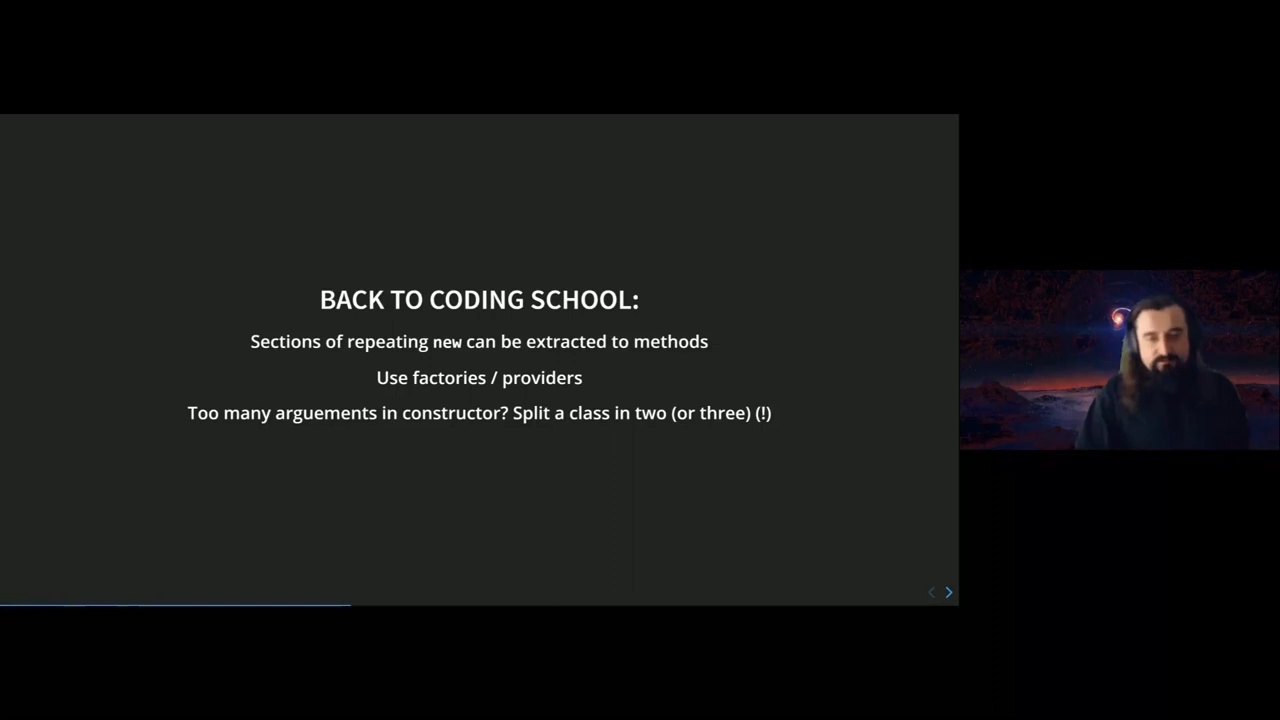 BACK TO CODING SCHOOL:
Sections of repeating new can be extracted to methods
Use factories / providers
Too many arguements in constructor? Split a class in two (or three) (!)